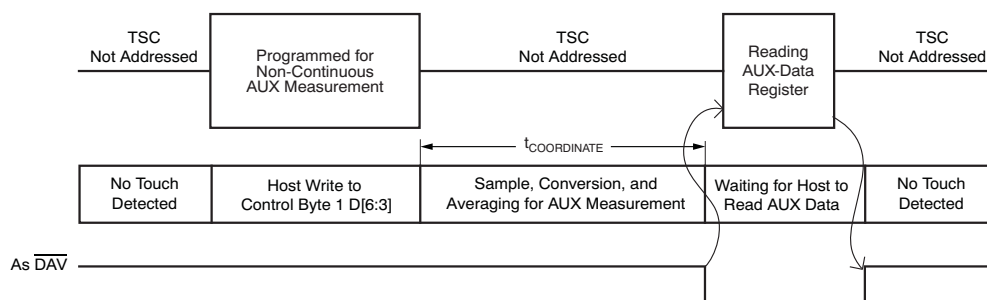 TSC
Not Addressed
Programmed for
Non-Continuous
AUX Measurement
TSC
Not Addressed
Reading
AUX-Data
Register
TSC
Not Addressed
tCOORDINATE
No Touch
Detected
Host Write to
Control Byte 1 D[6:3]
Sample, Conversion, and
Averaging for AUX Measurement
Waiting for Host to
Read AUX Data
No Touch
Detected
As DAV